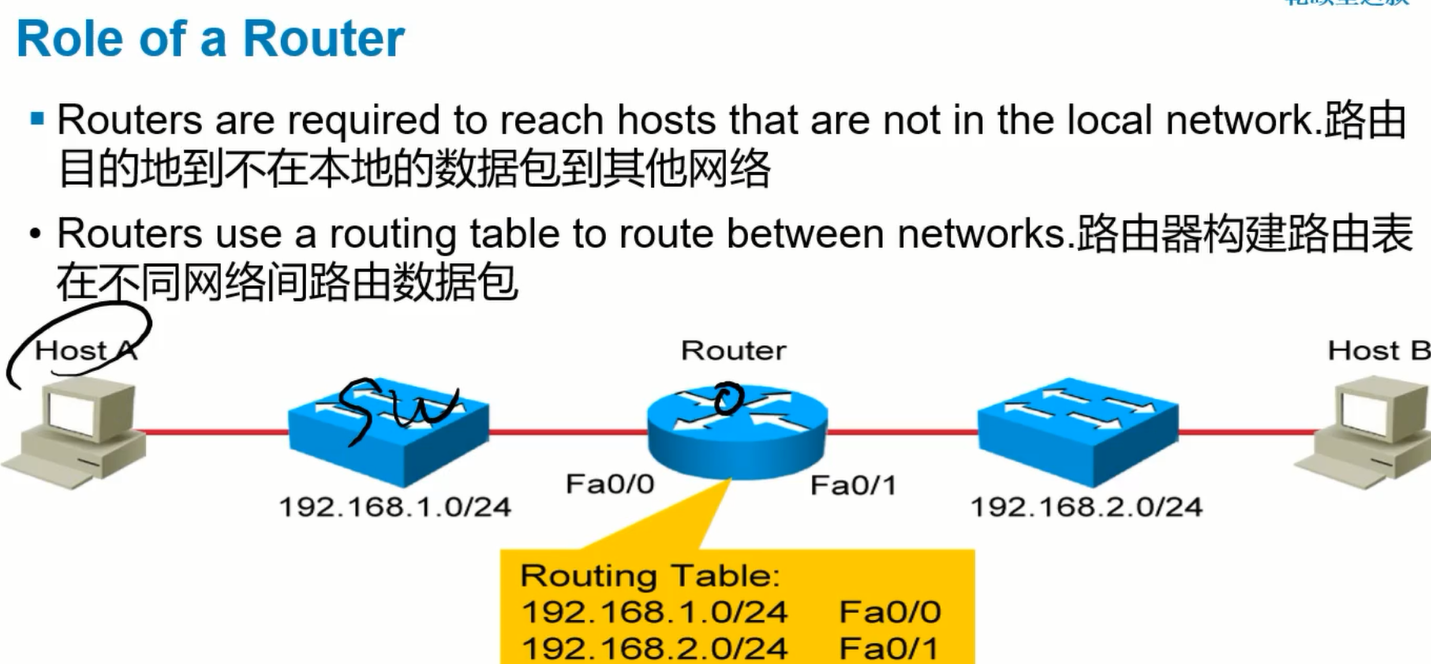 Role of a Router
Routers are required to reach hosts that are not in the local network.路由
目的地到不在本地的数据包到其他网络
Routers use a routing table to route between networks.路由器构建路由表
在不同网络间路由数据包
Host A
Router
Host B
sw
Fa0/0
Fa0/1
192.168.1.0/24
192.168.2.0/24
Routing Table:
192.168.1.0/24 Fa0/0
192.168.2.0/24 Fa0/1